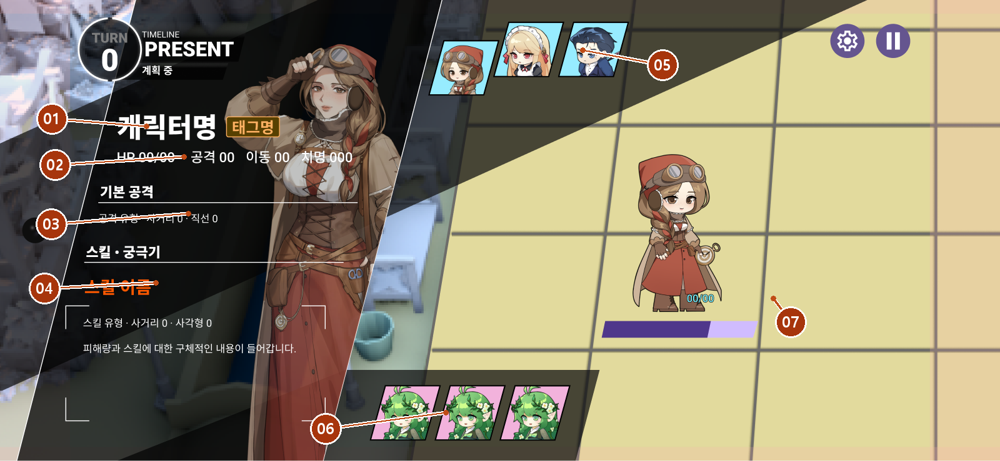 TURN
0
TIMELINE
PRESENT
계획 중
01
캐릭터명
태그명
02
HP 00/00 공격 00 이동 00 치명 000
기본 공격
03
공격 유형 · 사거리 0 · 직선 0
스킬 · 궁극기
04
스킬 이름
스킬 유형 · 사거리 0 · 사각형 0
피해량과 스킬에 대한 구체적인 내용이 들어갑니다.
05
00/00
07
06